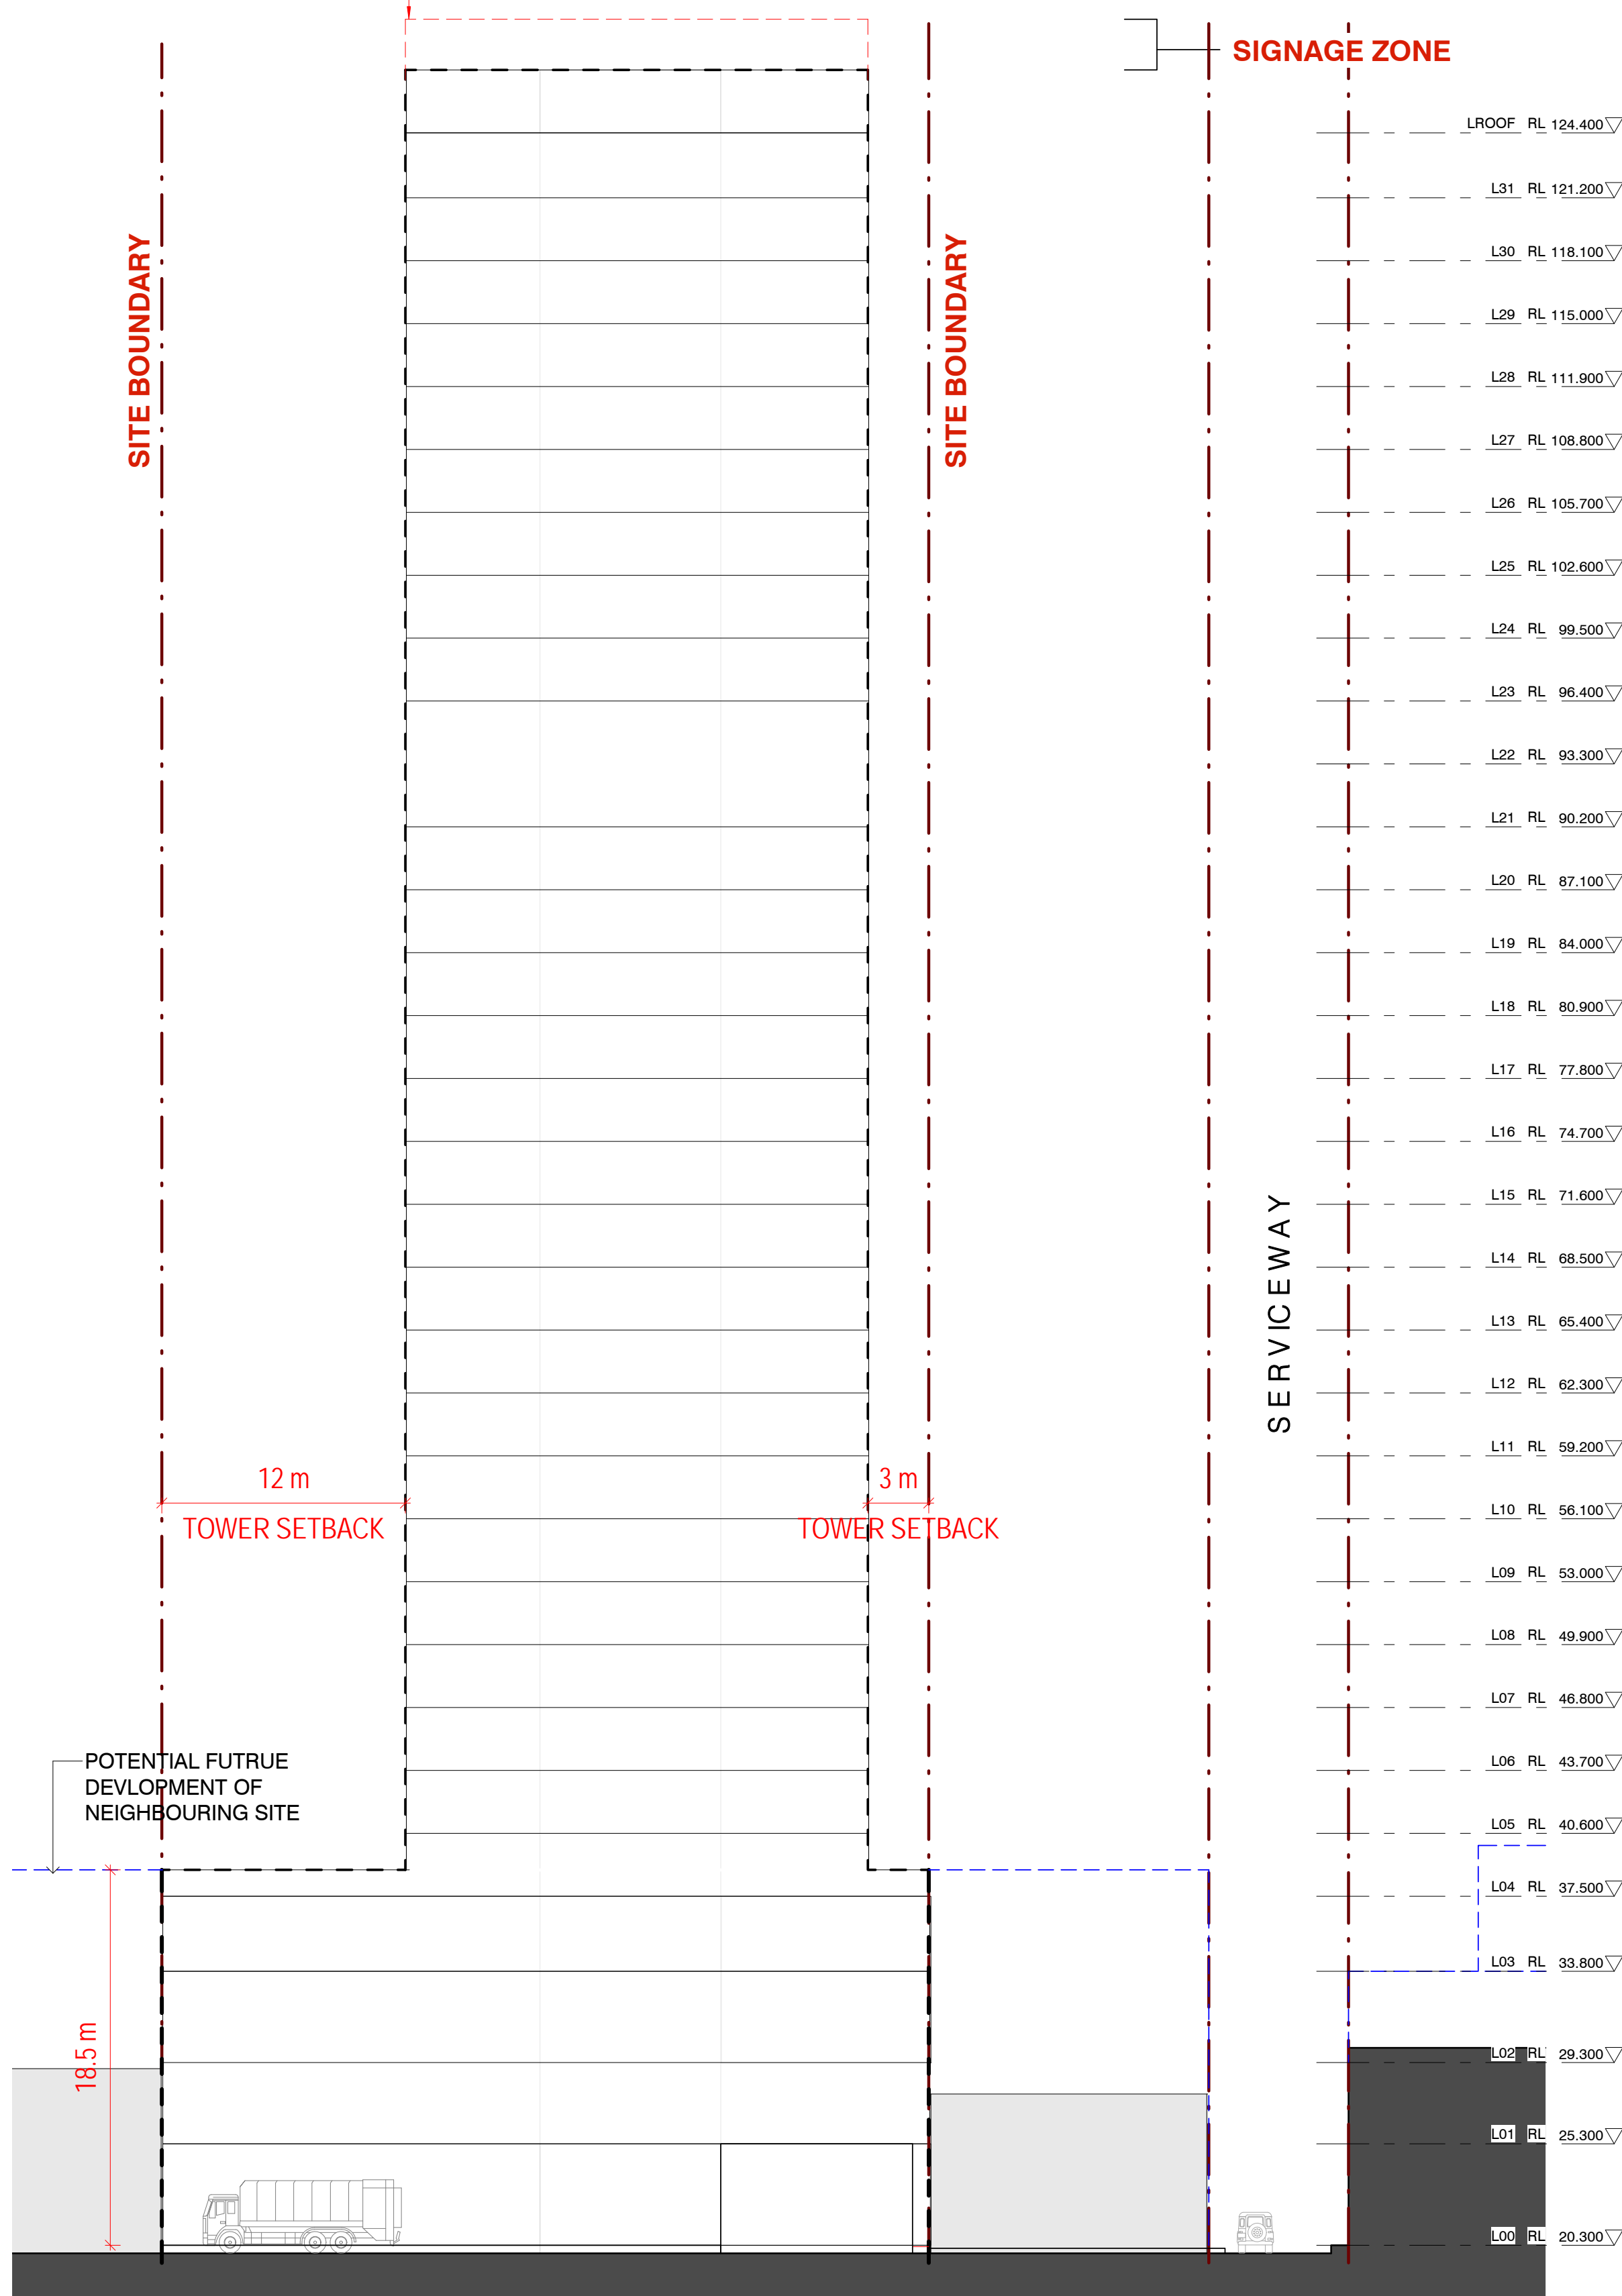 SIGNAGE ZONE
LROOF RL 124.400
L31 RL 121.200
SITE BOUNDARY
SITE BOUNDARY
L30 RL 118.100
L29 RL 115.000
L28 RL 111.900
L27 RL 108.800
L26 RL 105.700
L25 RL 102.600
L24 RL 99.500
L23 RL 96.400
L22 RL 93.300
L21 RL 90.200
L20 RL 87.100
L19 RL 84.000
L18 RL 80.900
L17 RL 77.800
L16 RL 74.700
L15 RL 71.600
SERVICEWAY
L14 RL 68.500
L13 RL 65.400
L12 RL 62.300
L11 RL 59.200
12 m
3 m
L10 RL 56.100
TOWER SETBACK
TOWER SETBACK
L09 RL 53.000
L08 RL 49.900
L07 RL 46.800
POTENTIAL FUTRUE
DEVLOPMENT OF
NEIGHBOURING SITE
L06 RL 43.700
L05 RL 40.600
L04 RL 37.500
L03 RL 33.800
18.5 m
L02 RL 29.300
L01 RL 25.300
L00 RL 20.300